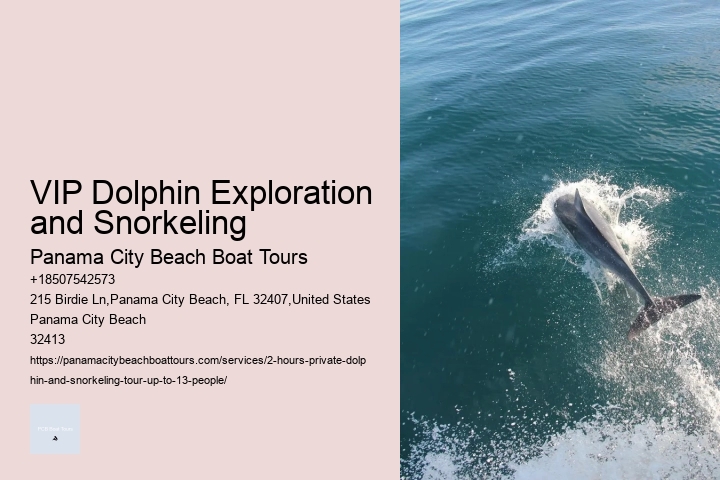 VIP Dolphin Exploration
and Snorkeling
Panama City Beach Boat Tours
+18507542573
215 Birdie Ln,Panama City Beach, FL 32407,United States
Panama City Beach
32413
https://panamacitybeachboattours.com/services/2-hours-private-dolp
hin-and-snorkeling-tour-up-to-13-people/